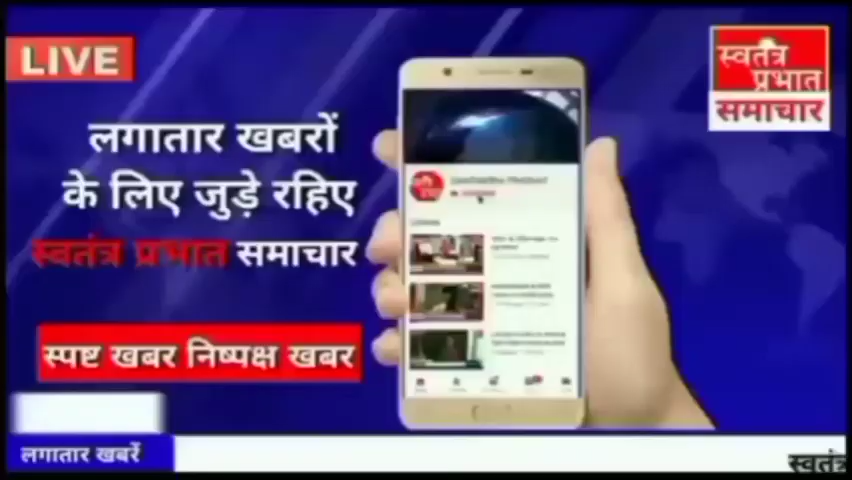 LIVE
स्वतंत्र
प्रभात
समाचार
लगातार खबरों
के लिए जुड़े रहिए
स्वतंत्र प्रभात समाचार
स्पष्ट खबर निष्पक्ष खबर
लगातार खबरें
स्वतंत्र